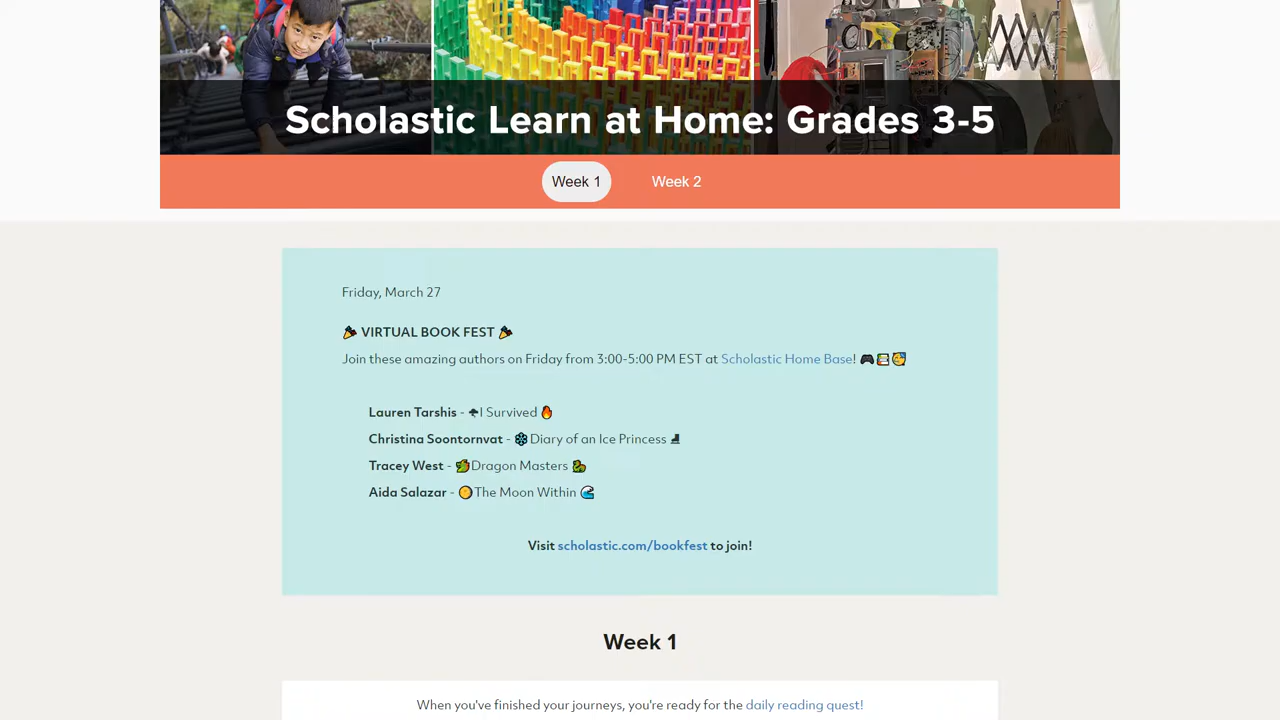 Scholastic Learn at Home: Grades 3-5
Week 1
Week 2
Friday, March 27
🎉 VIRTUAL BOOK FEST 🎉
Join these amazing authors on Friday from 3:00-5:00 PM EST at Scholastic Home Base! 🎮
Lauren Tarshis - 🌪I Survived 🔥
Christina Soontornvat - ❄Diary of an Ice Princess ⛸
Tracey West - 🐲Dragon Masters 🐉
Aida Salazar - 🌕The Moon Within 🌊
Visit scholastic.com/bookfest to join!
Week 1
When you've finished your journeys, you're ready for the daily reading quest!